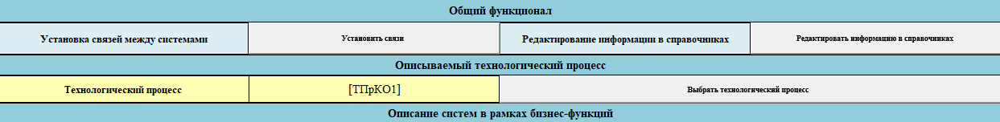 Общий функционал
Установка связей между системами Установить связи Редактирование информации в справочниках Редактировать информацию в справочниках
Описываемый технологический процесс
Технологический процесс [ТПрКО1] Выбрать технологический процесс
Описание систем в рамках бизнес-функций